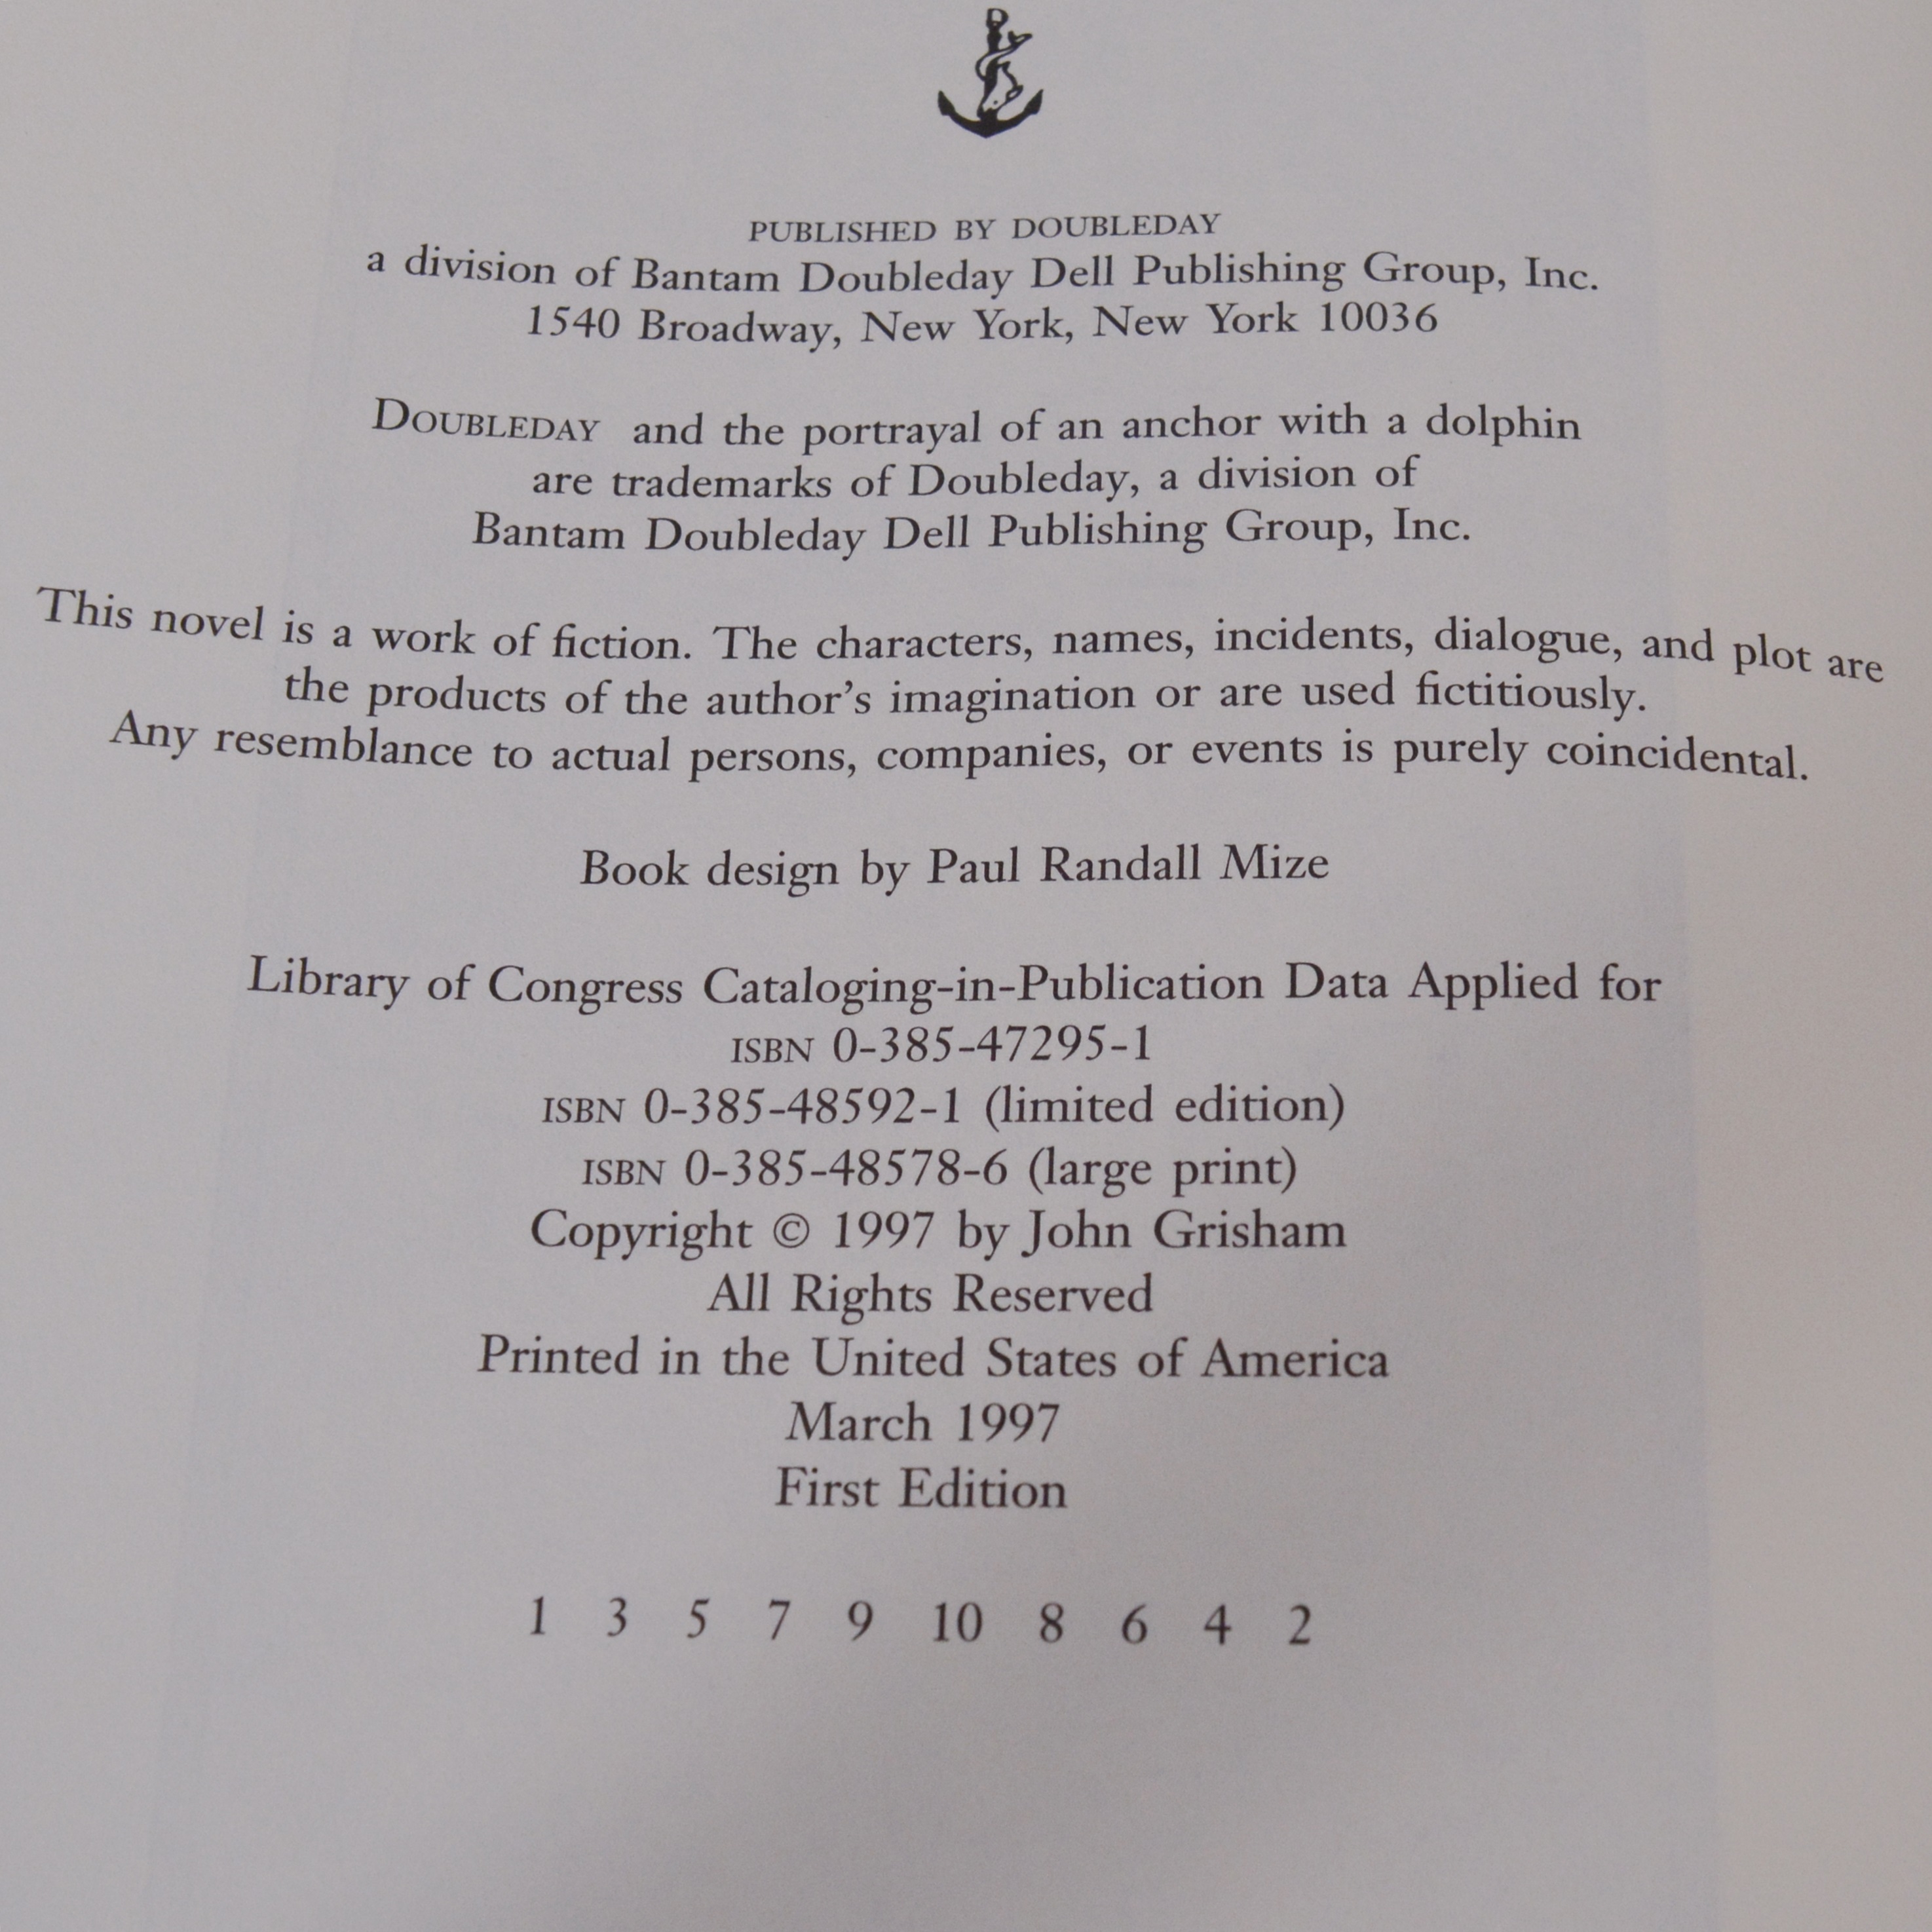 PUBLISHED BY DOUBLEDAY
a division of Bantam Doubleday Dell Publishing Group, Inc.
1540 Broadway, New York, New York 10036
DOUBLEDAY and the portrayal of an anchor with a dolphin
are trademarks of Doubleday, a division of
Bantam Doubleday Dell Publishing Group, Inc.
This novel is a work of fiction. The characters, names, incidents, dialogue, and plot are
the products of the author’s imagination or are used fictitiously.
Any resemblance to actual persons, companies, or events is purely coincidental.
Book design by Paul Randall Mize
Library of Congress Cataloging-in-Publication Data Applied for
ISBN 0-385-47295-1
ISBN 0-385-48592-1 (limited edition)
ISBN 0-385-48578-6 (large print)
Copyright © 1997 by John Grisham
All Rights Reserved
Printed in the United States of America
March 1997
First Edition
1 3 5 7 9 10 8 6 4 2